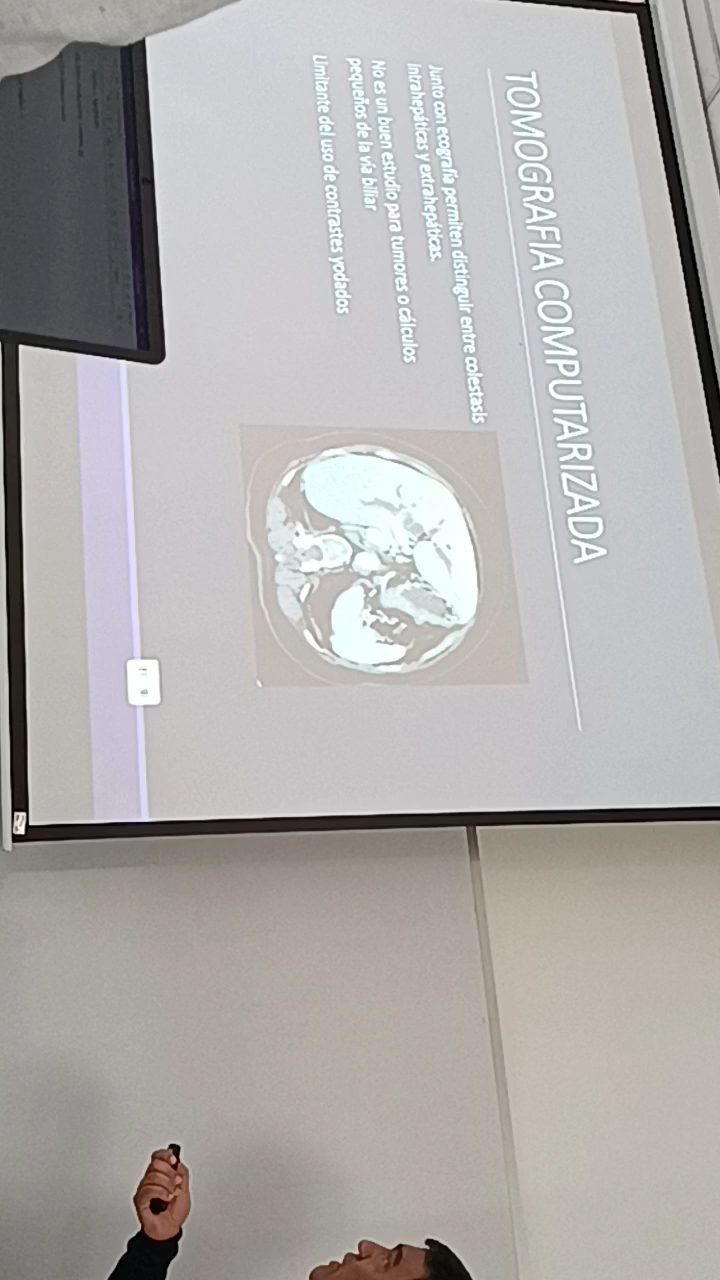 TOMOGRAFIA COMPUTARIZADA
Junto con ecografía permiten distinguir entre colestasis
intrahepáticas y extrahepáticas.
No es un buen estudio para tumores o cálculos
pequeños de la vía biliar
Limitante del uso de contrastes yodados